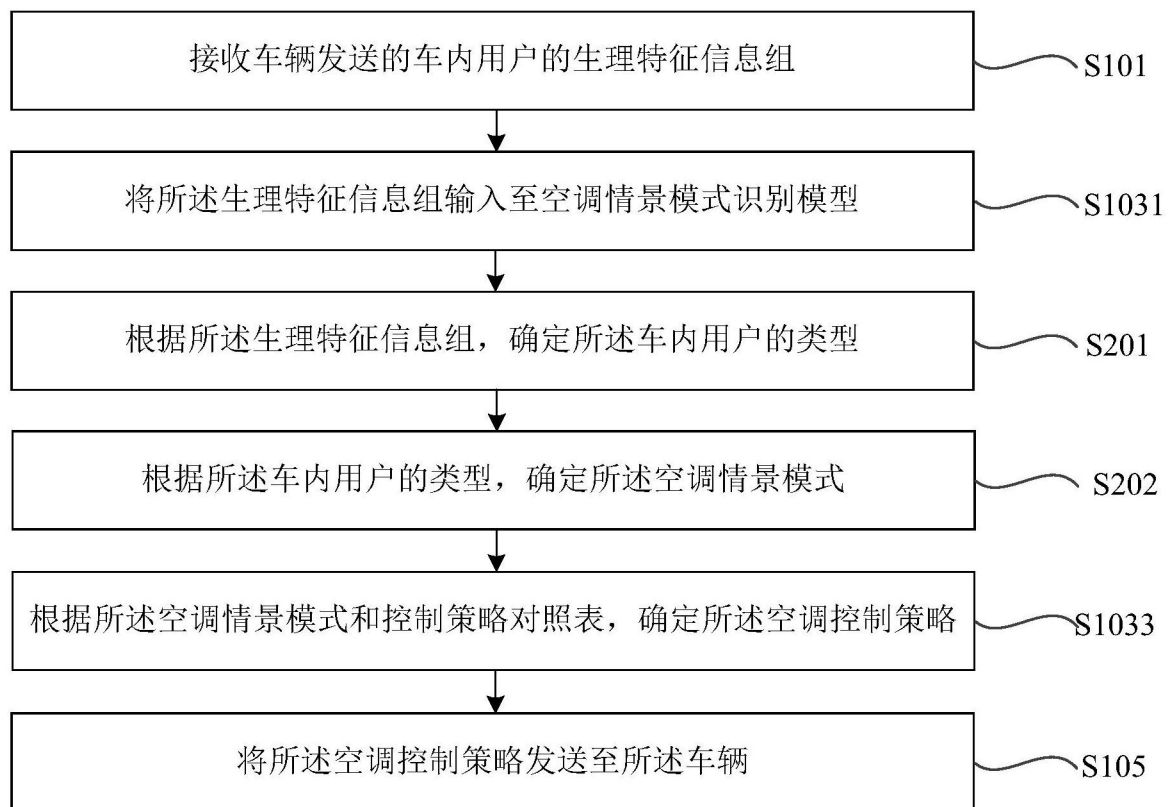 接收车辆发送的车内用户的生理特征信息组
S101
将所述生理特征信息组输入至空调情景模式识别模型
S1031
根据所述生理特征信息组，确定所述车内用户的类型
S201
根据所述车内用户的类型，确定所述空调情景模式
S202
根据所述空调情景模式和控制策略对照表，确定所述空调控制策略
S1033
将所述空调控制策略发送至所述车辆
S105